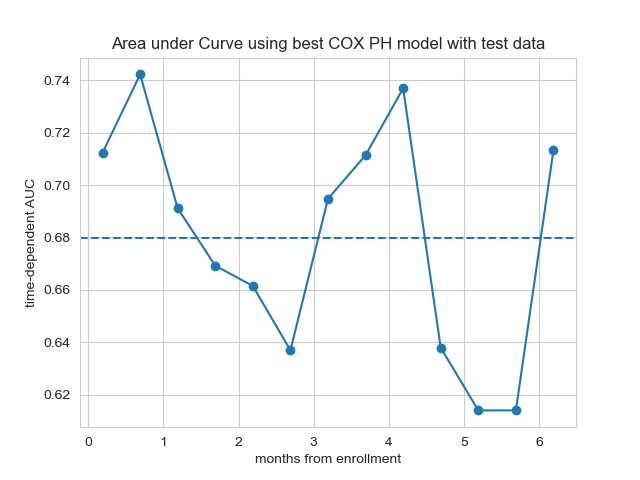 Area under Curve using best COX PH model with test data
time-dependent AUC
0.74
0.72
0.70
0.68
0.66
0.64
0.62
0 1 2 3 4 5 6
months from enrollment